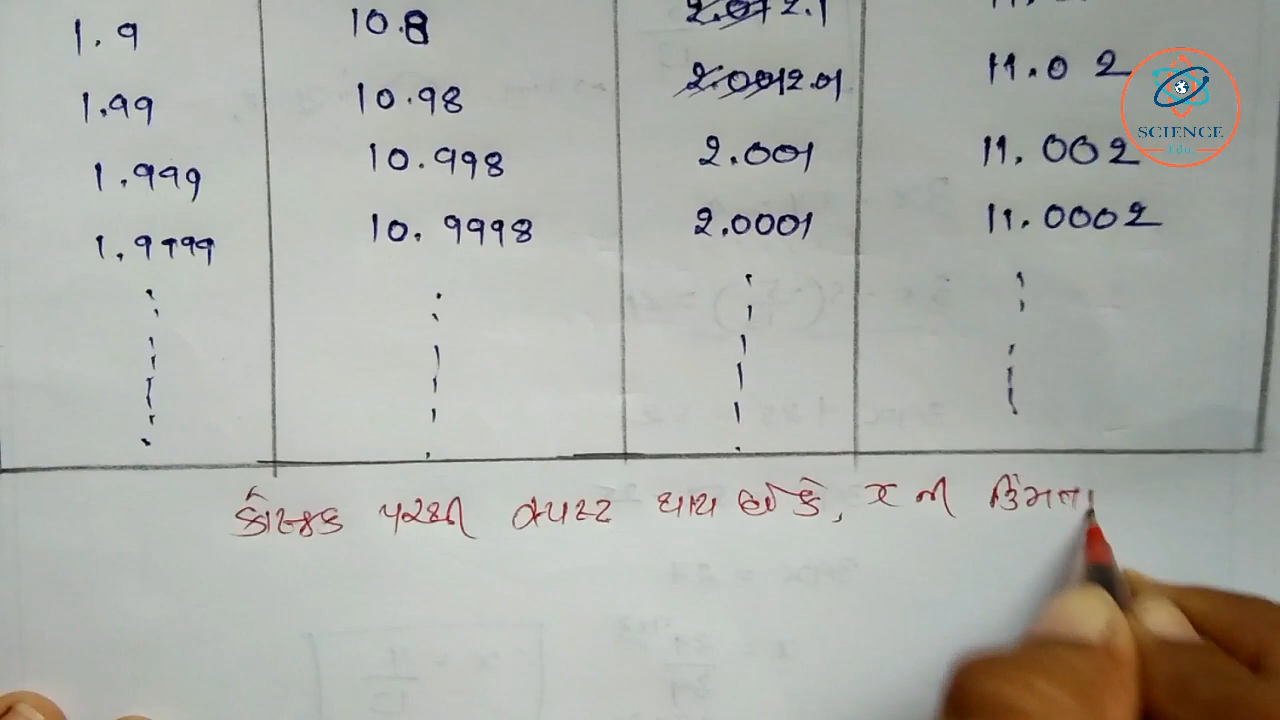 1.9 10.8 2.1
1.99 10.98 2.01 11.02
1.999 10.998 2.001 11.002
1.9999 10.9998 2.0001 11.0002
કોષ્ટક પરથી સ્પષ્ટ થાય છે કે, x ની કિંમત
SCIENCE
Edu